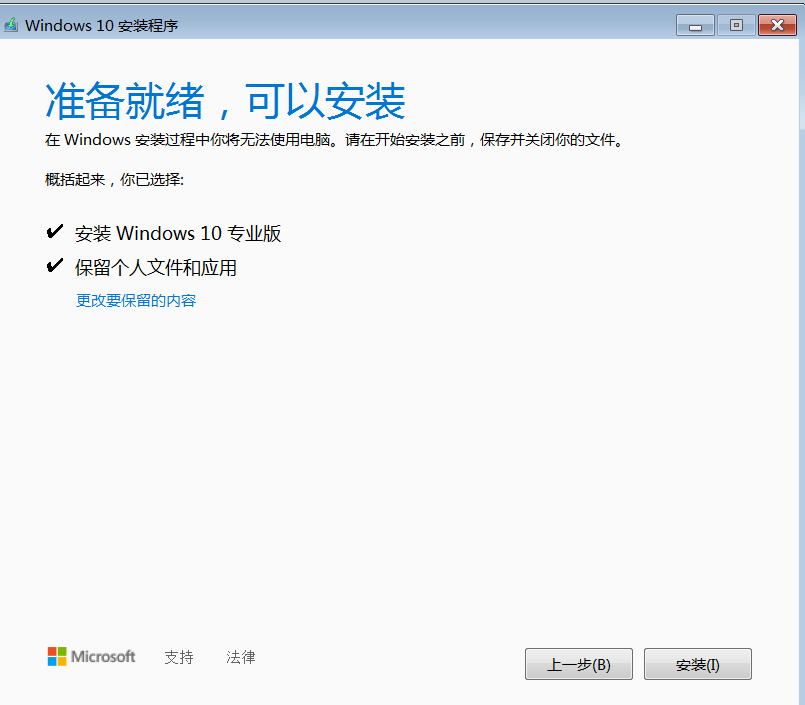 Windows 10 安装程序
准备就绪，可以安装
在 Windows 安装过程中你将无法使用电脑。请在开始安装之前，保存并关闭你的文件。
概括起来，你已选择:
安装 Windows 10 专业版
保留个人文件和应用
更改要保留的内容
Microsoft 支持 法律 上一步(B) 安装(I)